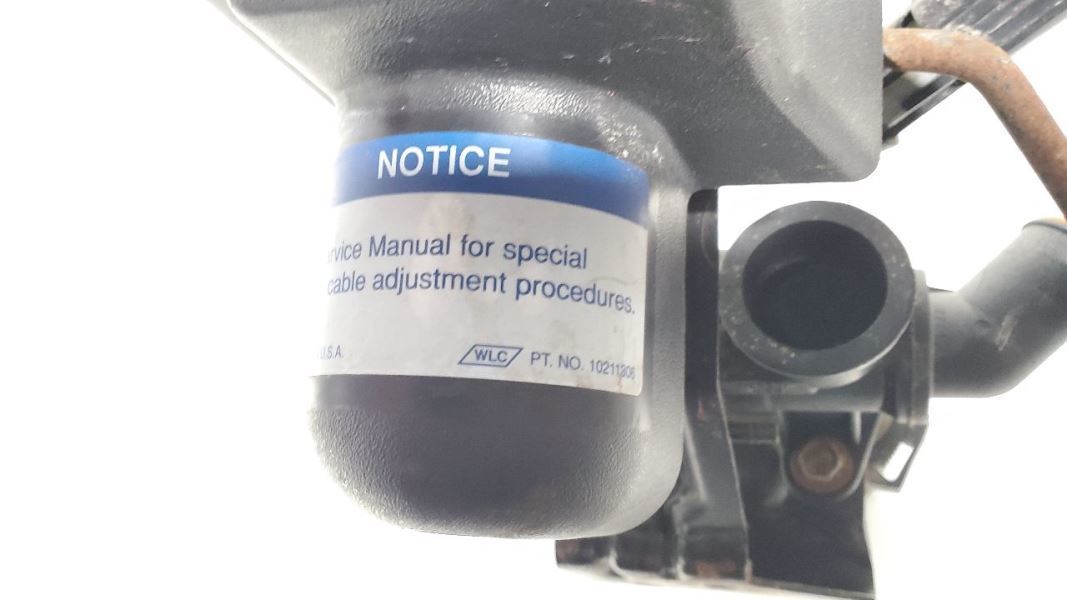 NOTICE
rvice Manual for special
cable adjustment procedures.
U.S.A.
WLC PT. NO. 10211306